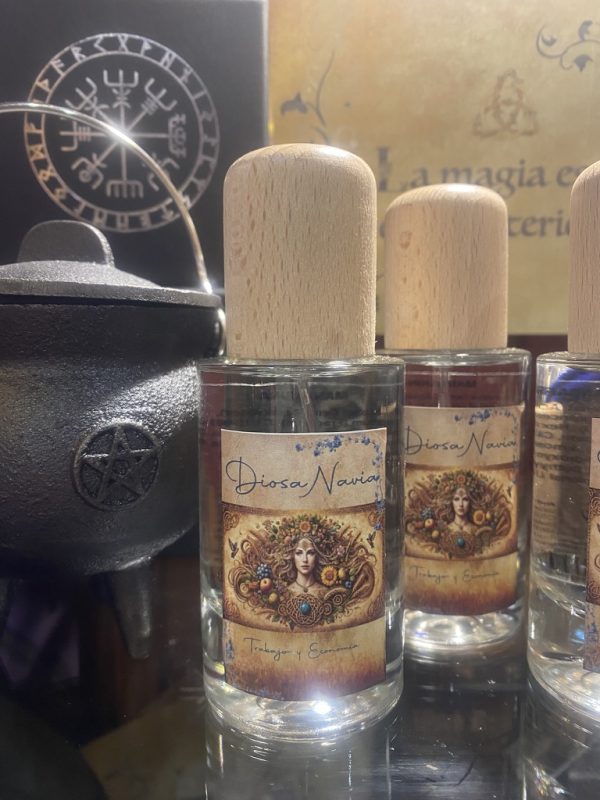 La magia es
Diosa Navia
Trabajo y Economía
Diosa Navia
Trabajo y Economía